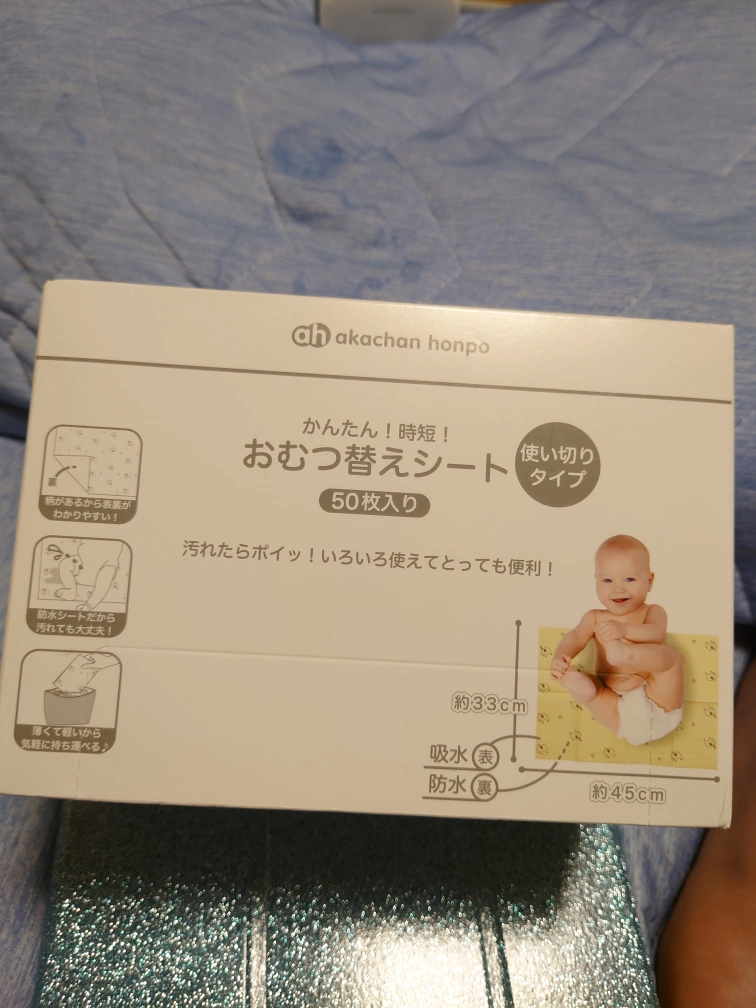 ah akachan honpo
かんたん！時短！
おむつ替えシート
使い切り
タイプ
50枚入り
汚れたらポイッ！いろいろ使えてとっても便利！
裏
柄があるから表裏が
わかりやすい！
防水シートだから
汚れても大丈夫！
薄くて軽いから
気軽に持ち運べる♪
約33cm
吸水 表
防水 裏
約45cm